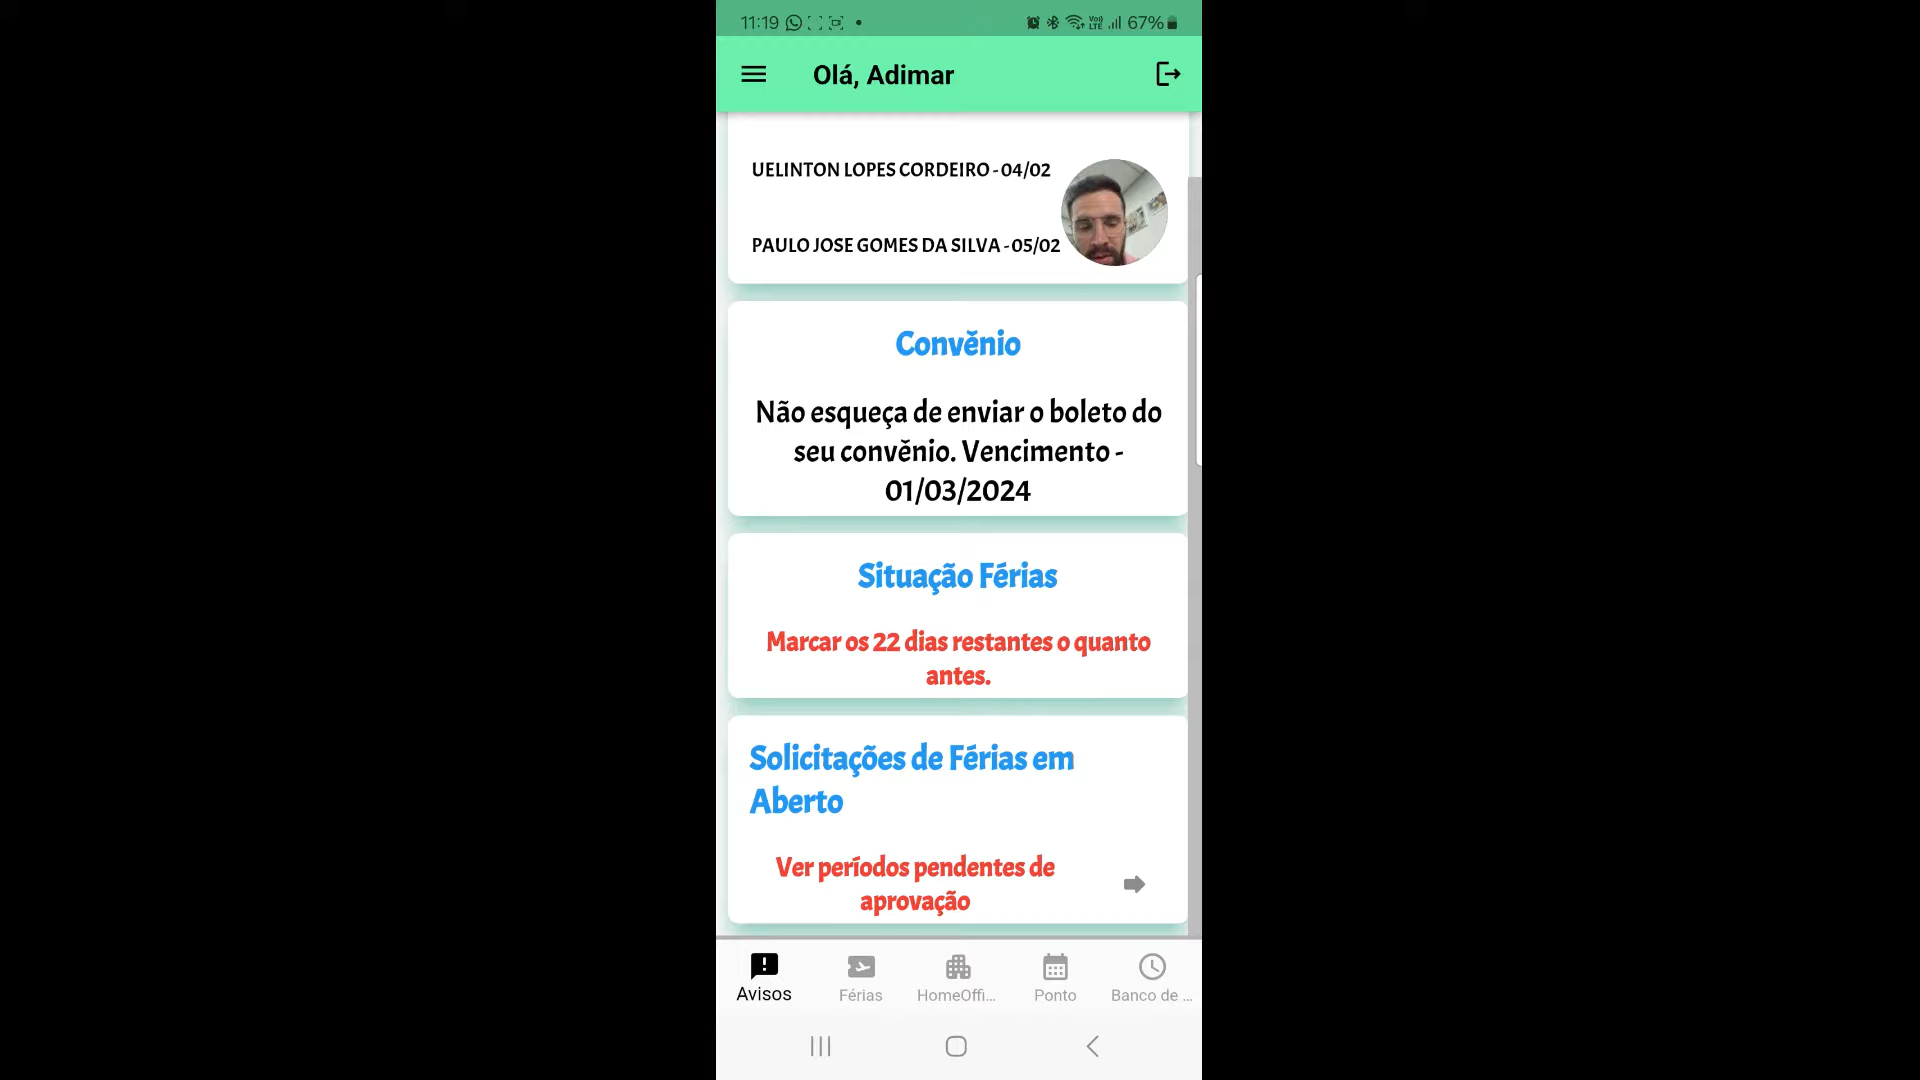 11:19
67%
Olá, Adimar
UELINTON LOPES CORDEIRO - 04/02
PAULO JOSE GOMES DA SILVA - 05/02
Convênio
Não esqueça de enviar o boleto do
seu convênio. Vencimento -
01/03/2024
Situação Férias
Marcar os 22 dias restantes o quanto
antes.
Solicitações de Férias em
Aberto
Ver períodos pendentes de
aprovação
Avisos
Férias
HomeOffi...
Ponto
Banco de ...